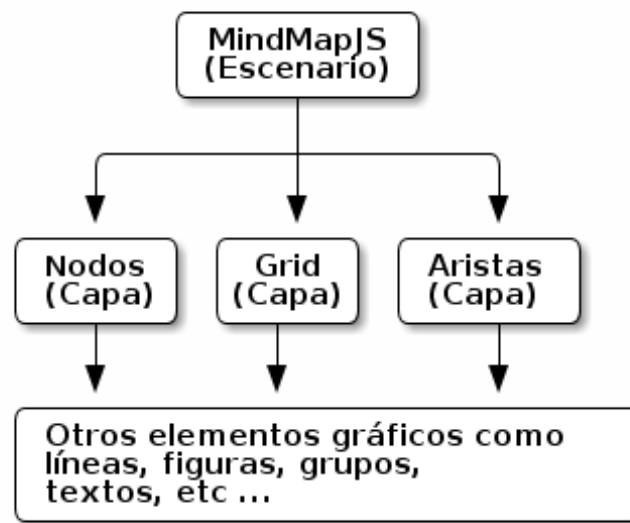 MindMapJS
(Escenario)
Nodos
(Capa)
Grid
(Capa)
Aristas
(Capa)
Otros elementos gráficos como
líneas, figuras, grupos,
textos, etc ...